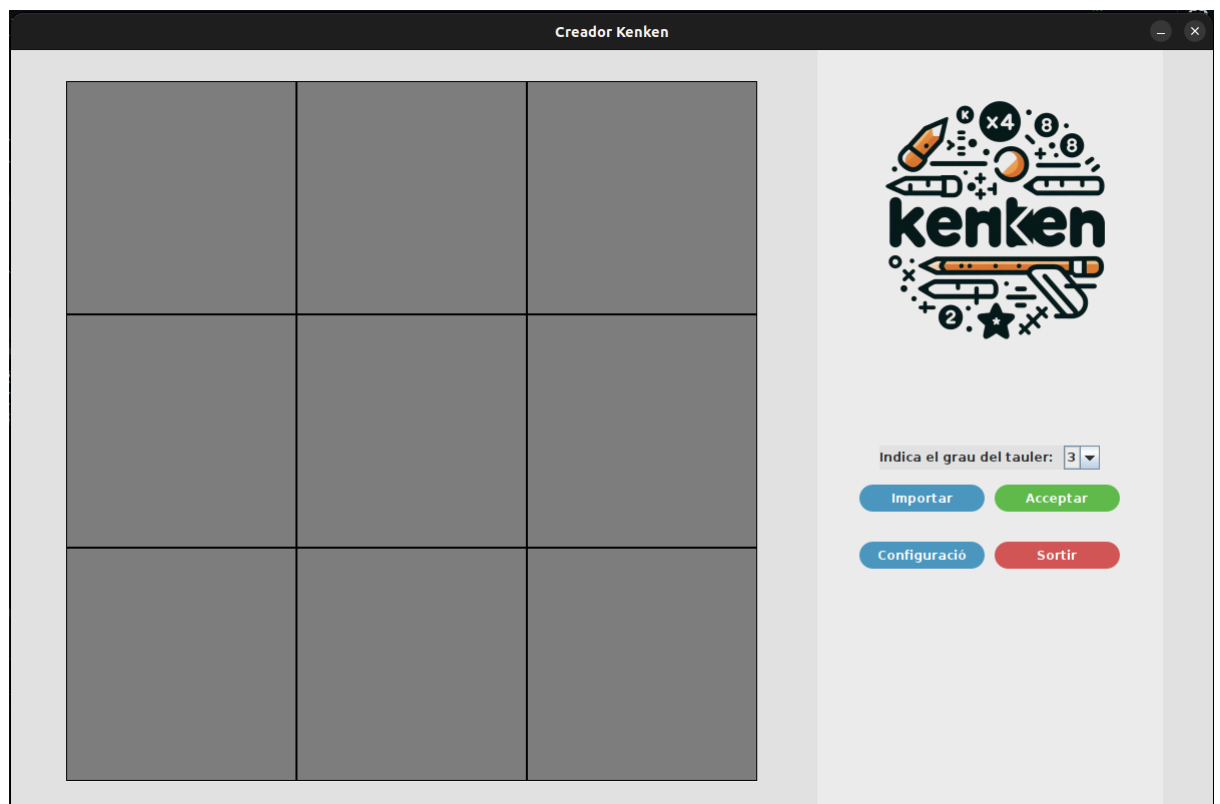 Creador Kenken
K x4 8
8
kenken
2
Indica el grau del tauler: 3
Importar Acceptar
Configuració Sortir